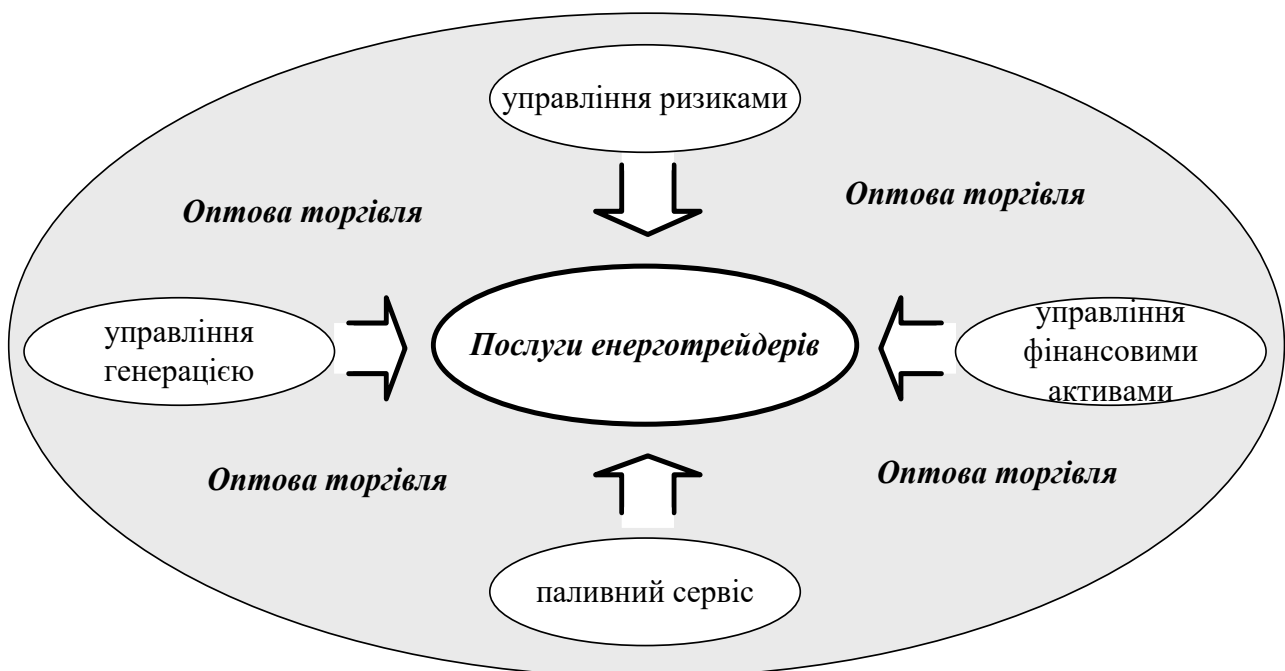 управління ризиками
Оптова торгівля
Оптова торгівля
управління
генерацією
Послуги енерготрейдерів
управління
фінансовими
активами
Оптова торгівля
Оптова торгівля
паливний сервіс